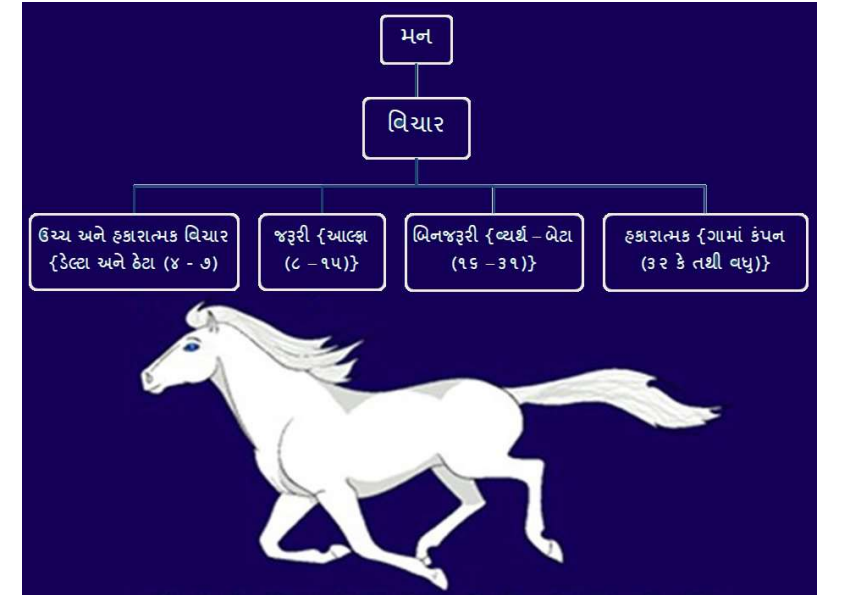 મન
વિચાર
ઉચ્ચ અને હકારાત્મક વિચાર
{ડેલ્ટા અને ઠેટા (૪ - ૭)
જરૂરી {આલ્ફા
(૮ – ૧૫)}
બિનજરૂરી {વ્યર્થ – બેટા
(૧૬ – ૩૧)}
હકારાત્મક {ગામાં કંપન
(૩૨ કે તથી વધુ)}